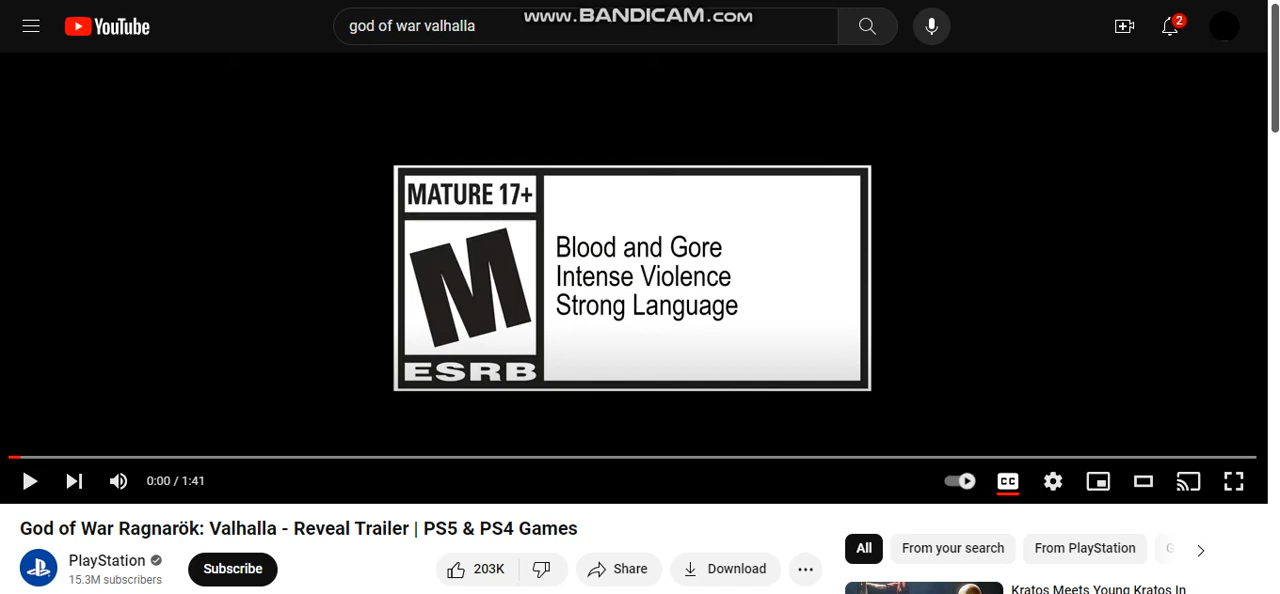 YouTube
god of war valhalla
www.BANDICAM.com
2
MATURE 17+
M
ESRB
Blood and Gore
Intense Violence
Strong Language
0:00 / 1:41
CC
God of War Ragnarök: Valhalla - Reveal Trailer | PS5 & PS4 Games
PlayStation
15.3M subscribers
Subscribe
203K
Share
Download
All
From your search
From PlayStation
Kratos Meets Young Kratos In